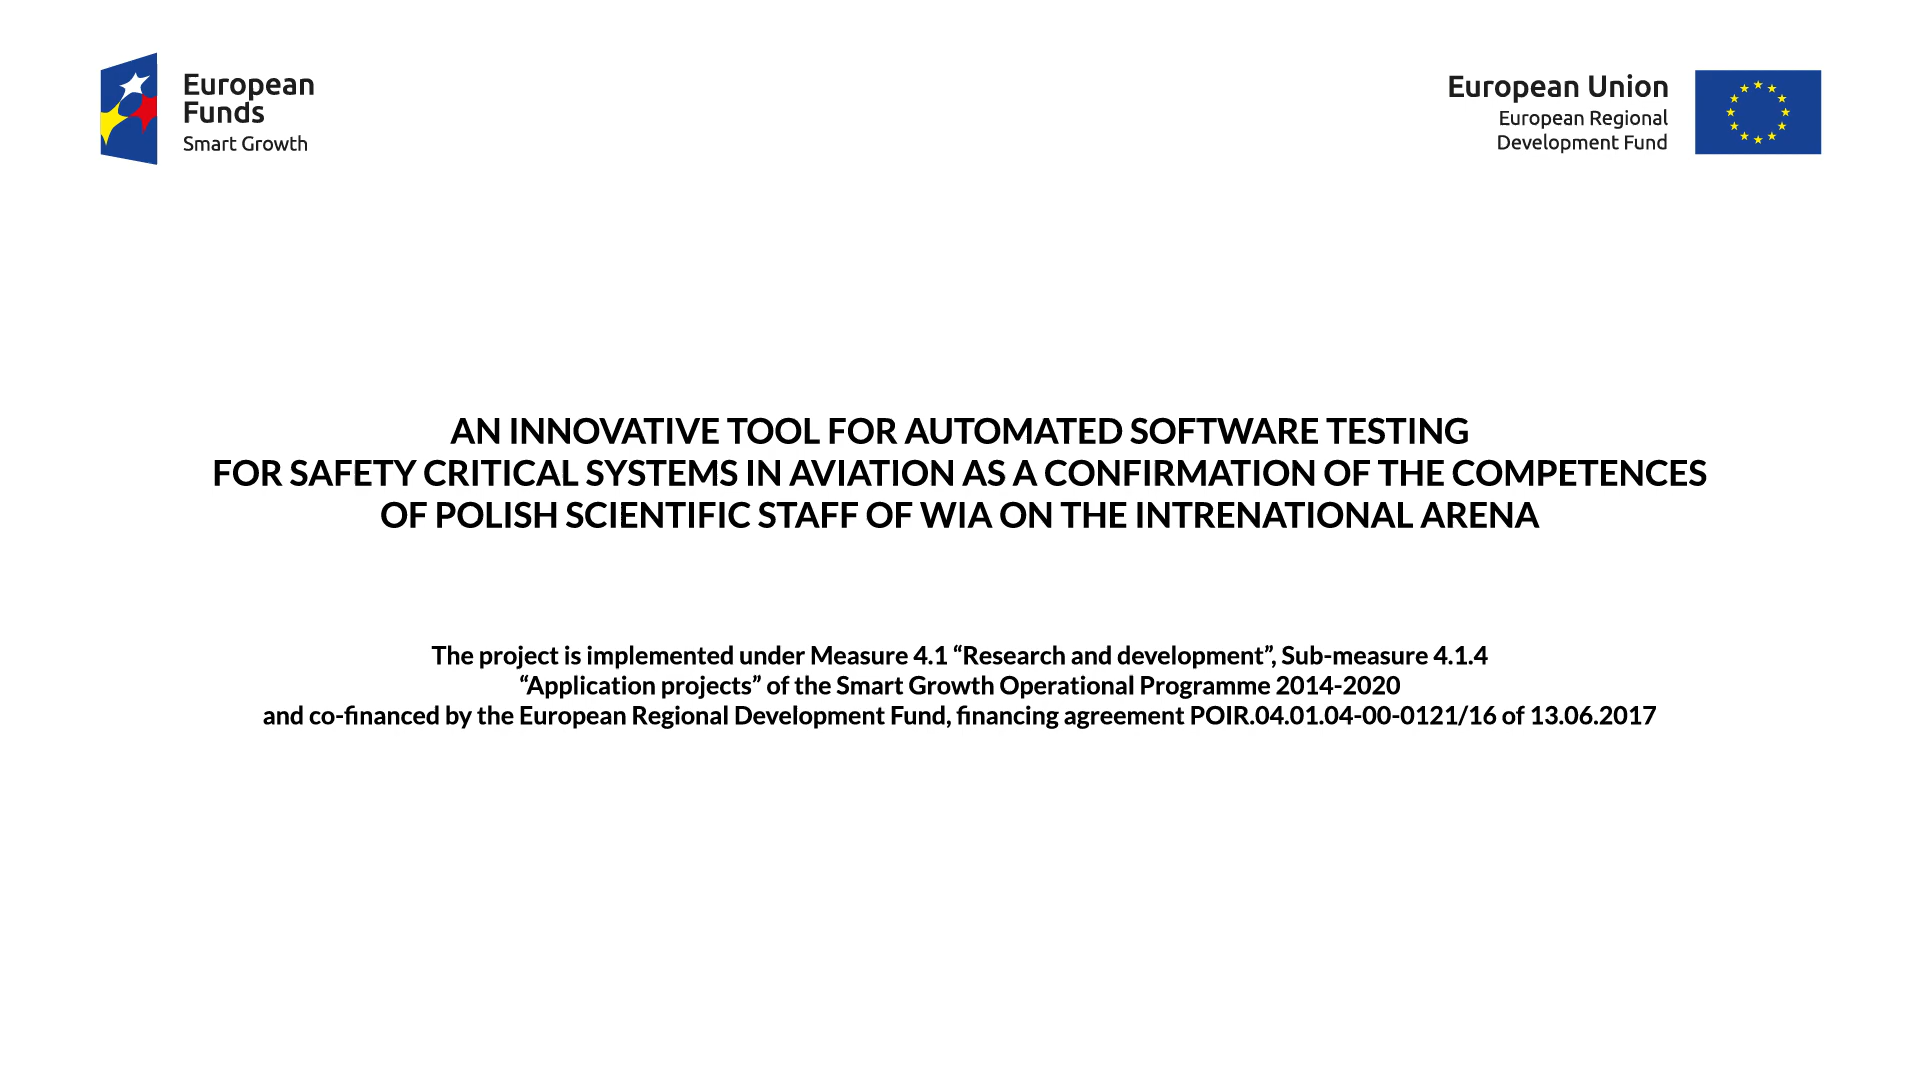 European
Funds
Smart Growth
European Union
European Regional
Development Fund
AN INNOVATIVE TOOL FOR AUTOMATED SOFTWARE TESTING
FOR SAFETY CRITICAL SYSTEMS IN AVIATION AS A CONFIRMATION OF THE COMPETENCES
OF POLISH SCIENTIFIC STAFF OF WIA ON THE INTRENATIONAL ARENA
The project is implemented under Measure 4.1 “Research and development”, Sub-measure 4.1.4
“Application projects” of the Smart Growth Operational Programme 2014-2020
and co-financed by the European Regional Development Fund, financing agreement POIR.04.01.04-00-0121/16 of 13.06.2017